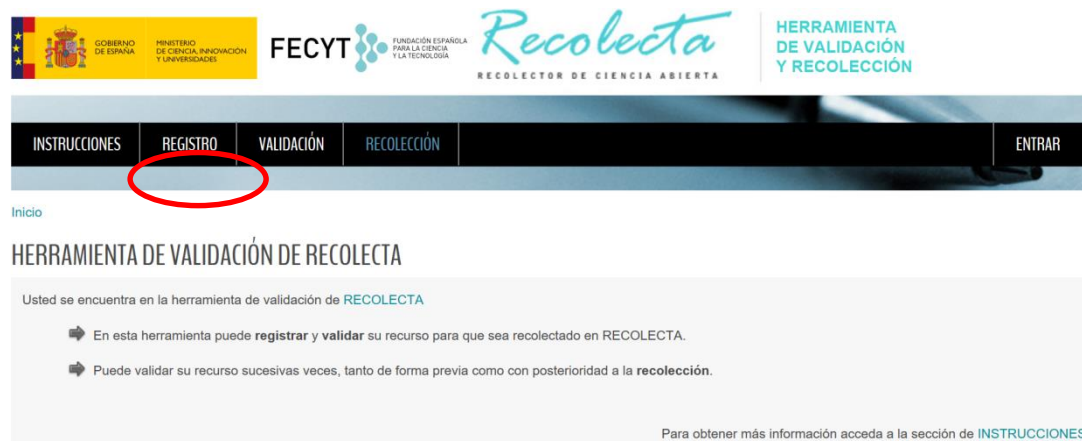 GOBIERNO
DE ESPAÑA
MINISTERIO
DE CIENCIA, INNOVACIÓN
Y UNIVERSIDADES
FECYT
FUNDACIÓN ESPAÑOLA
PARA LA CIENCIA
Y LA TECNOLOGÍA
Recolecta
RECOLECTOR DE CIENCIA ABIERTA
HERRAMIENTA
DE VALIDACIÓN
Y RECOLECCIÓN
INSTRUCCIONES REGISTRO VALIDACIÓN RECOLECCIÓN ENTRAR
Inicio
HERRAMIENTA DE VALIDACIÓN DE RECOLECTA
Usted se encuentra en la herramienta de validación de RECOLECTA
En esta herramienta puede registrar y validar su recurso para que sea recolectado en RECOLECTA.
Puede validar su recurso sucesivas veces, tanto de forma previa como con posterioridad a la recolección.
Para obtener más información acceda a la sección de INSTRUCCIONES